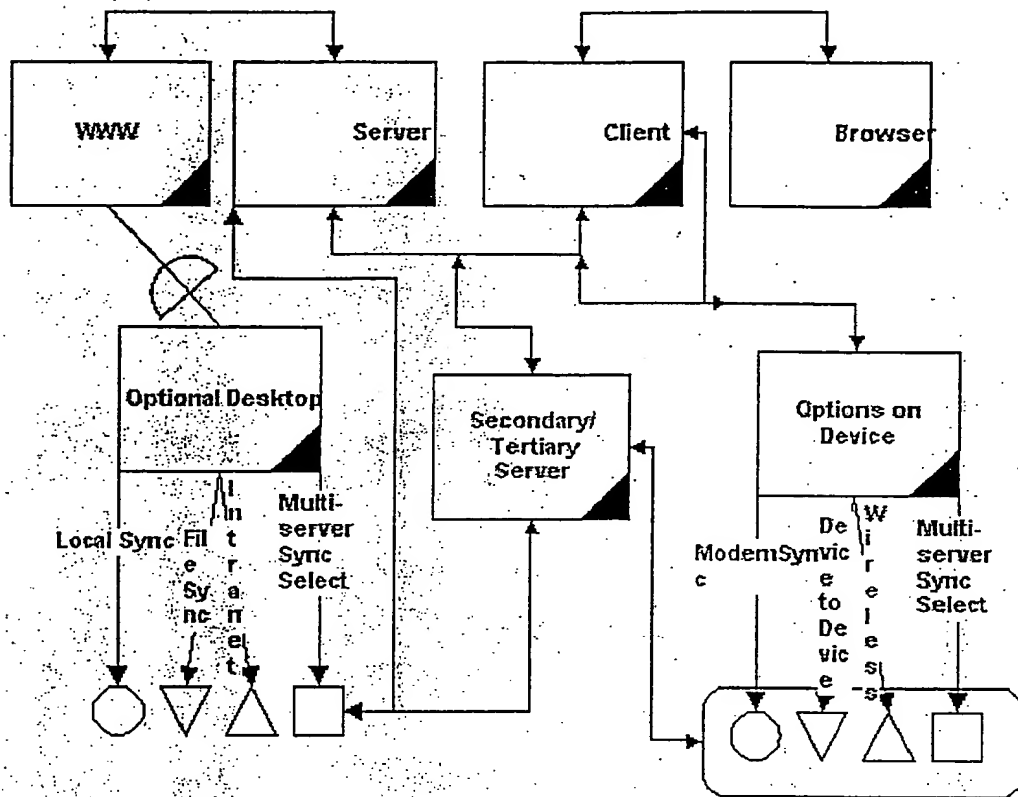 WWW
Server
Client
Browser
Optional Desktop
Secondary/
Tertiary
Server
Options on
Device
Local Sync
Fil
e
Sy
nc
I
n
t
r
a
n
e
t
Multi-
server
Sync
Select
ModemSyn
c
De
vic
e
to
De
vic
e
W
i
r
e
l
e
s
s
Multi-
server
Sync
Select